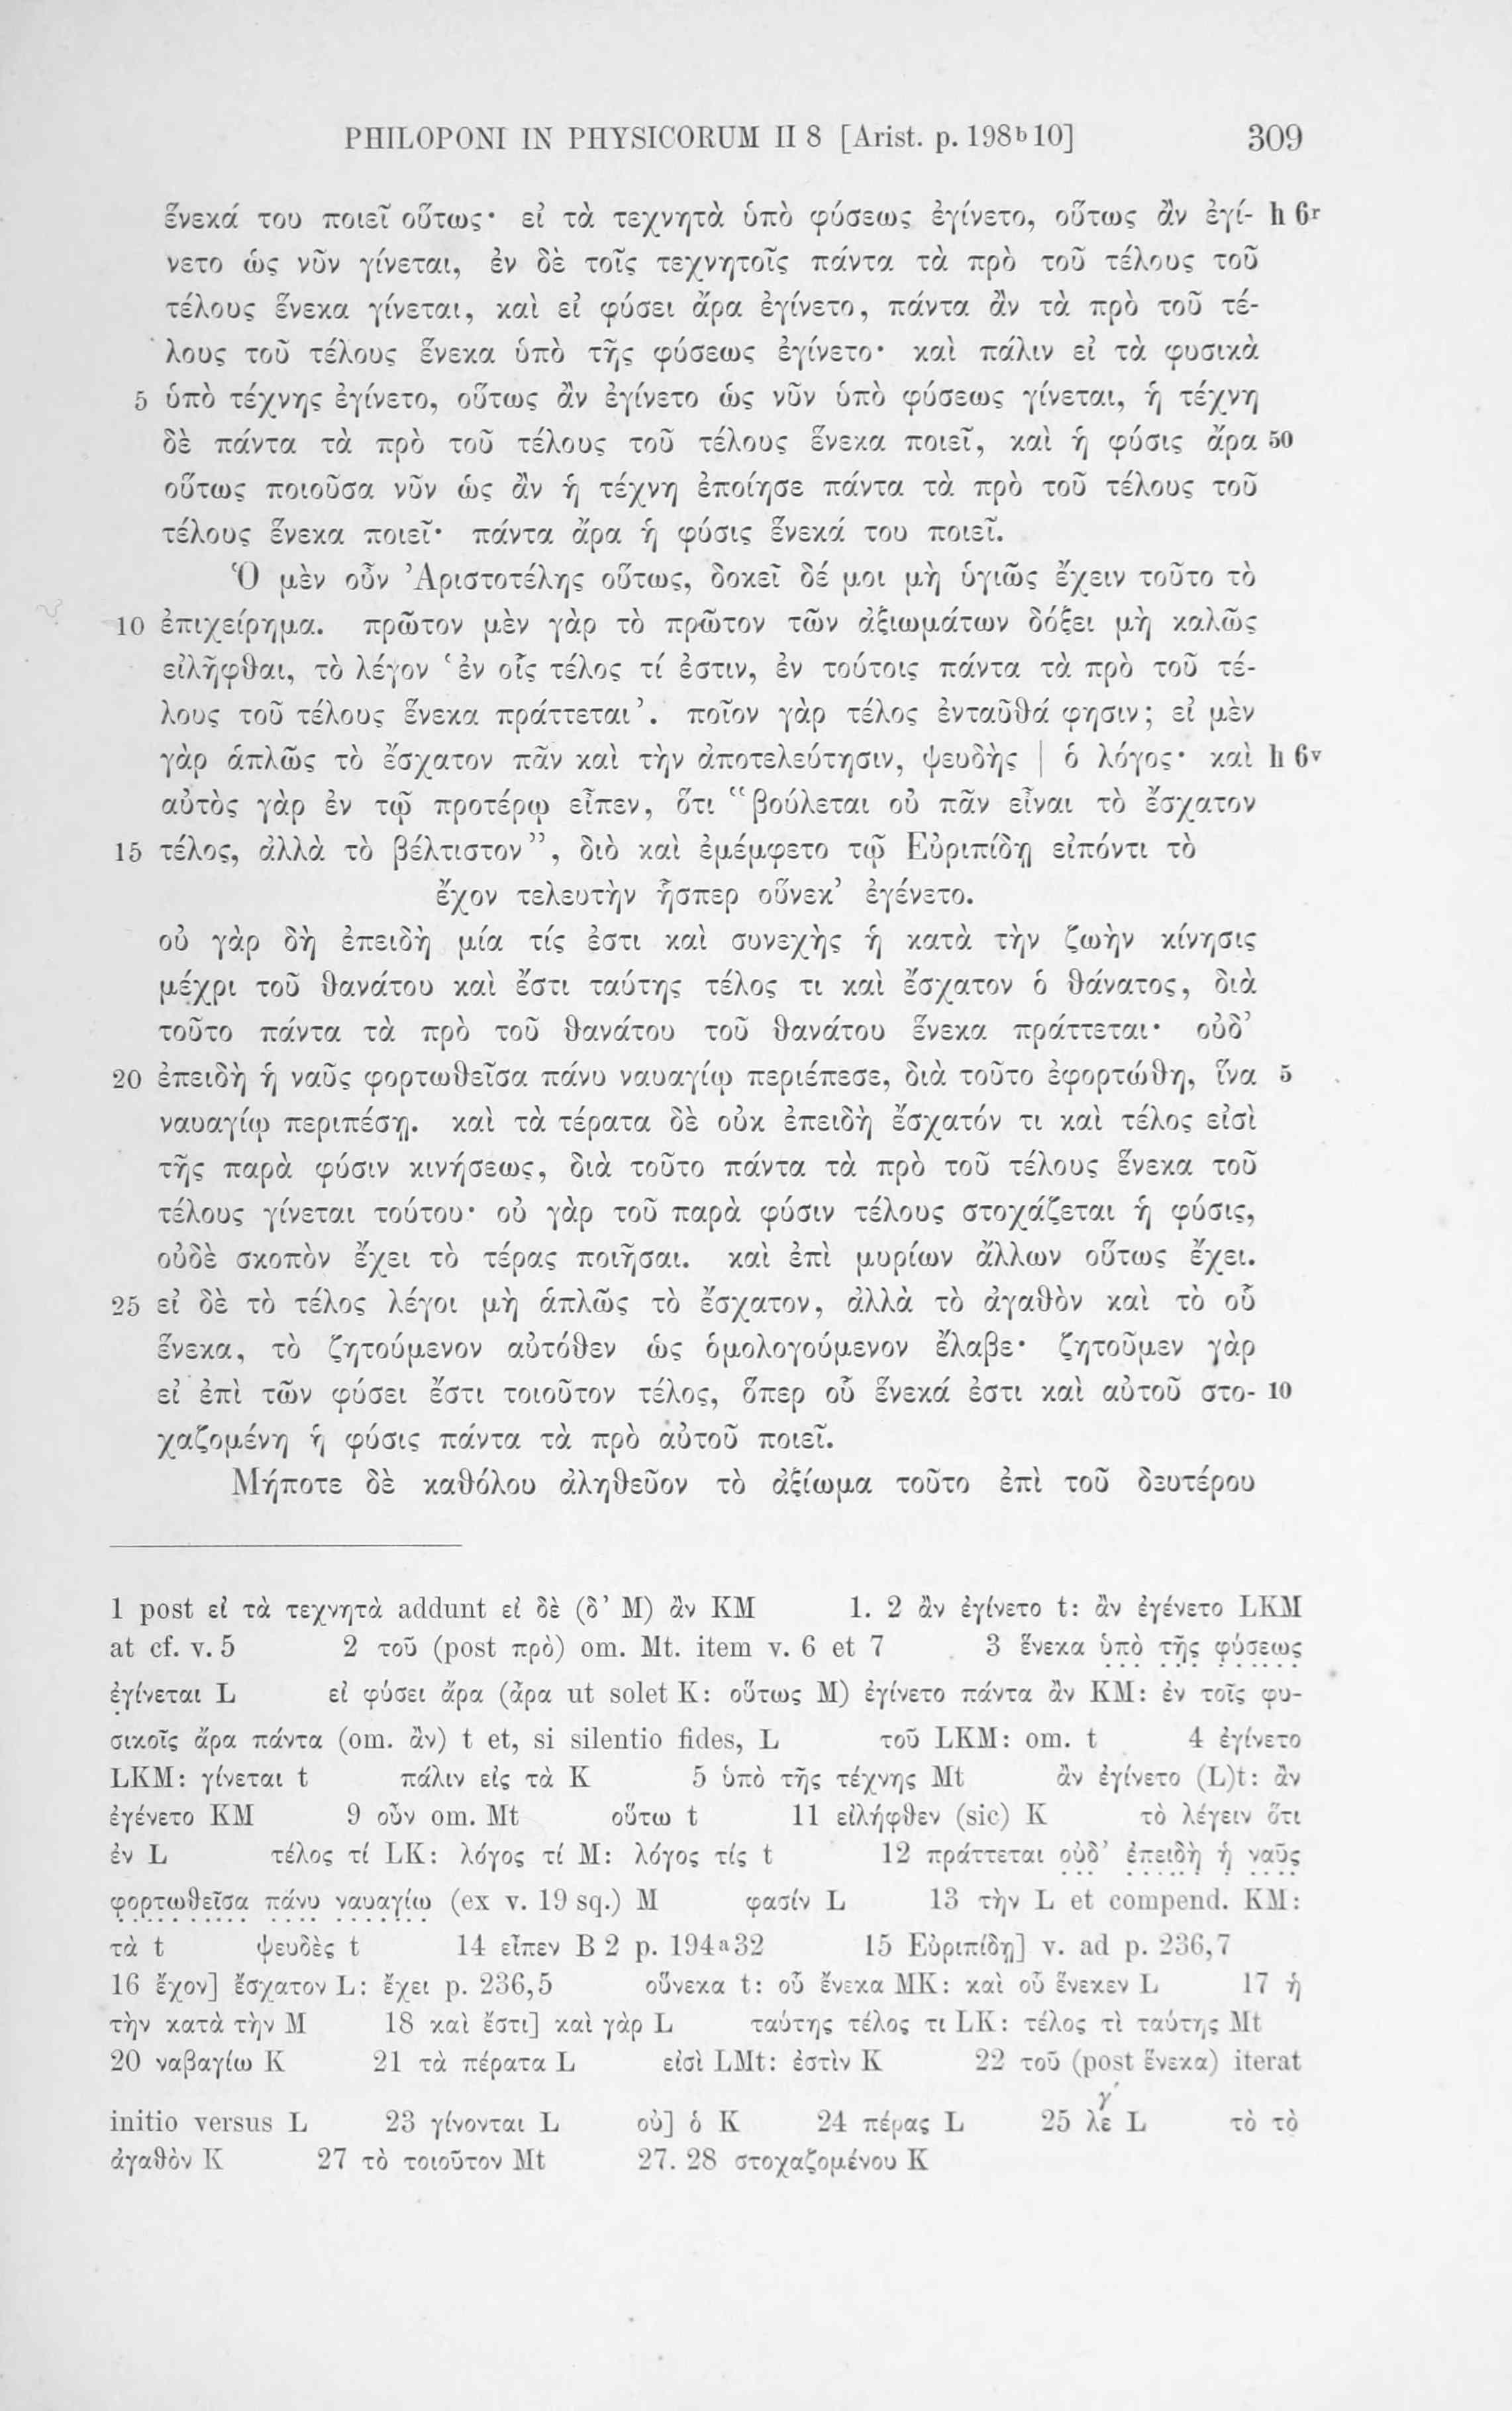 PHILOPONI IN PHYSICORUM II 8 [Arist. p. 198ᵇ10] 309
ἕνεκά του ποιεῖ οὕτως· εἰ τὰ τεχνητὰ ὑπὸ φύσεως ἐγίνετο, οὕτως ἂν ἐγί- h 6ʳ
νετο ὡς νῦν γίνεται, ἐν δὲ τοῖς τεχνητοῖς πάντα τὰ πρὸ τοῦ τέλους τοῦ
τέλους ἕνεκα γίνεται, καὶ εἰ φύσει ἄρα ἐγίνετο, πάντα ἂν τὰ πρὸ τοῦ τέ-
λους τοῦ τέλους ἕνεκα ὑπὸ τῆς φύσεως ἐγίνετο· καὶ πάλιν εἰ τὰ φυσικὰ
5 ὑπὸ τέχνης ἐγίνετο, οὕτως ἂν ἐγίνετο ὡς νῦν ὑπὸ φύσεως γίνεται, ἡ τέχνη
δὲ πάντα τὰ πρὸ τοῦ τέλους τοῦ τέλους ἕνεκα ποιεῖ, καὶ ἡ φύσις ἄρα 50
οὕτως ποιοῦσα νῦν ὡς ἂν ἡ τέχνη ἐποίησε πάντα τὰ πρὸ τοῦ τέλους τοῦ
τέλους ἕνεκα ποιεῖ· πάντα ἄρα ἡ φύσις ἕνεκά του ποιεῖ.
Ὁ μὲν οὖν Ἀριστοτέλης οὕτως, δοκεῖ δέ μοι μὴ ὑγιῶς ἔχειν τοῦτο τὸ
10 ἐπιχείρημα. πρῶτον μὲν γὰρ τὸ πρῶτον τῶν ἀξιωμάτων δόξει μὴ καλῶς
εἰλῆφθαι, τὸ λέγον ‘ἐν οἷς τέλος τί ἐστιν, ἐν τούτοις πάντα τὰ πρὸ τοῦ τέ-
λους τοῦ τέλους ἕνεκα πράττεται’. ποῖον γὰρ τέλος ἐνταῦθά φησιν; εἰ μὲν
γὰρ ἁπλῶς τὸ ἔσχατον πᾶν καὶ τὴν ἀποτελεύτησιν, ψευδὴς | ὁ λόγος· καὶ h 6ᵛ
αὐτὸς γὰρ ἐν τῷ προτέρῳ εἶπεν, ὅτι “βούλεται οὐ πᾶν εἶναι τὸ ἔσχατον
15 τέλος, ἀλλὰ τὸ βέλτιστον”, διὸ καὶ ἐμέμφετο τῷ Εὐριπίδῃ εἰπόντι τὸ
ἔχον τελευτὴν ἧσπερ οὕνεκ’ ἐγένετο.
οὐ γὰρ δὴ ἐπειδὴ μία τίς ἐστι καὶ συνεχὴς ἡ κατὰ τὴν ζωὴν κίνησις
μέχρι τοῦ θανάτου καὶ ἔστι ταύτης τέλος τι καὶ ἔσχατον ὁ θάνατος, διὰ
τοῦτο πάντα τὰ πρὸ τοῦ θανάτου τοῦ θανάτου ἕνεκα πράττεται· οὐδ’
20 ἐπειδὴ ἡ ναῦς φορτωθεῖσα πάνυ ναυαγίῳ περιέπεσε, διὰ τοῦτο ἐφορτώθη, ἵνα 5
ναυαγίῳ περιπέσῃ. καὶ τὰ τέρατα δὲ οὐκ ἐπειδὴ ἔσχατόν τι καὶ τέλος εἰσὶ
τῆς παρὰ φύσιν κινήσεως, διὰ τοῦτο πάντα τὰ πρὸ τοῦ τέλους ἕνεκα τοῦ
τέλους γίνεται τούτου· οὐ γὰρ τοῦ παρὰ φύσιν τέλους στοχάζεται ἡ φύσις,
οὐδὲ σκοπὸν ἔχει τὸ τέρας ποιῆσαι. καὶ ἐπὶ μυρίων ἄλλων οὕτως ἔχει.
25 εἰ δὲ τὸ τέλος λέγοι μὴ ἁπλῶς τὸ ἔσχατον, ἀλλὰ τὸ ἀγαθὸν καὶ τὸ οὗ
ἕνεκα, τὸ ζητούμενον αὐτόθεν ὡς ὁμολογούμενον ἔλαβε· ζητοῦμεν γὰρ
εἰ ἐπὶ τῶν φύσει ἔστι τοιοῦτον τέλος, ὅπερ οὗ ἕνεκά ἐστι καὶ αὐτοῦ στο- 10
χαζομένη ἡ φύσις πάντα τὰ πρὸ αὐτοῦ ποιεῖ.
Μήποτε δὲ καθόλου ἀληθεῦον τὸ ἀξίωμα τοῦτο ἐπὶ τοῦ δευτέρου
1 post εἰ τὰ τεχνητὰ addunt εἰ δὲ (δ’ M) ἂν KM 1. 2 ἂν ἐγίνετο t: ἂν ἐγένετο LKM
at cf. v. 5 2 τοῦ (post πρὸ) om. Mt. item v. 6 et 7 3 ἕνεκα ὑπὸ τῆς φύσεως
ἐγίνεται L εἰ φύσει ἄρα (ἆρα ut solet K: οὕτως M) ἐγίνετο πάντα ἂν KM: ἐν τοῖς φυ-
σικοῖς ἄρα πάντα (om. ἂν) t et, si silentio fides, L τοῦ LKM: om. t 4 ἐγίνετο
LKM: γίνεται t πάλιν εἰς τὰ K 5 ὑπὸ τῆς τέχνης Mt ἂν ἐγίνετο (L)t: ἂν
ἐγένετο KM 9 οὖν om. Mt οὕτω t 11 εἰλήφθεν (sic) K τὸ λέγειν ὅτι
ἐν L τέλος τί LK: λόγος τί M: λόγος τίς t 12 πράττεται οὐδ’ ἐπειδὴ ἡ ναῦς
φορτωθεῖσα πάνυ ναυαγίω (ex v. 19 sq.) M φασίν L 13 τὴν L et compend. KM:
τὰ t ψευδὲς t 14 εἶπεν B 2 p. 194ᵃ32 15 Εὐριπίδῃ] v. ad p. 236,7
16 ἔχον] ἔσχατον L: ἔχει p. 236,5 οὕνεκα t: οὗ ἕνεκα MK: καὶ οὗ ἕνεκεν L 17 ἡ
τὴν κατὰ τὴν M 18 καὶ ἔστι] καὶ γὰρ L ταύτης τέλος τι LK: τέλος τὶ ταύτης Mt
20 ναβαγίω K 21 τὰ πέρατα L εἰσὶ LMt: ἐστὶν K 22 τοῦ (post ἕνεκα) iterat
initio versus L 23 γίνονται L οὐ] ὁ K 24 πέρας L 25 λεγ́ L τὸ τὸ
ἀγαθὸν K 27 τὸ τοιοῦτον Mt 27. 28 στοχαζομένου K